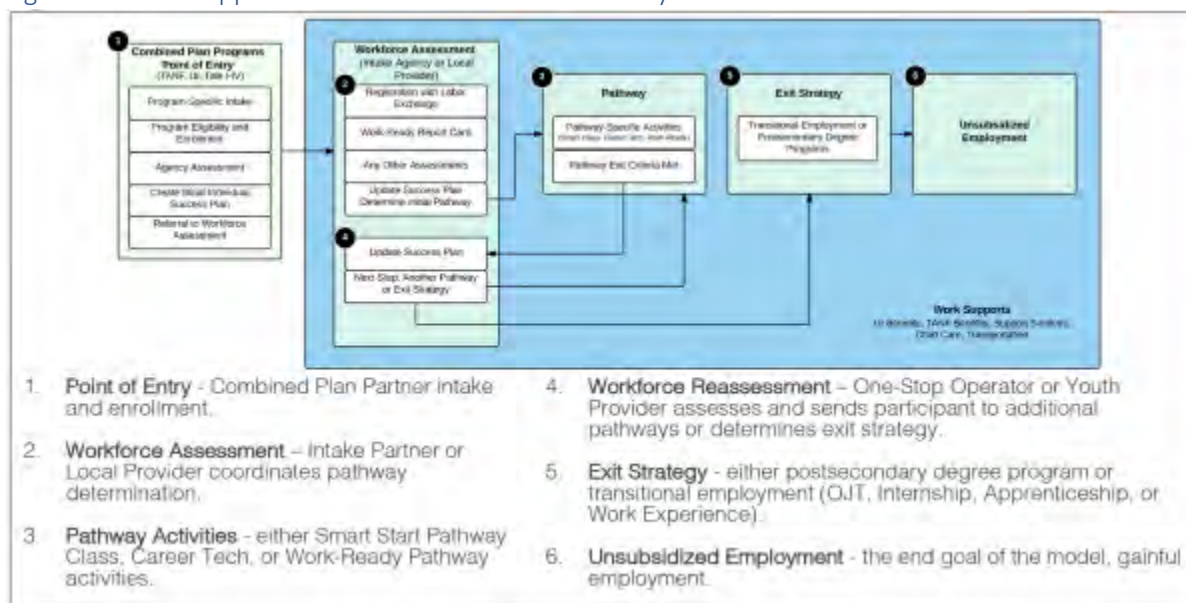 1
Combined Plan Programs
Point of Entry
Program-Specific Intake
Program Eligibility and
Enrollment
Agency Assessment
Create Initial Individual
Success Plan
Referral to Workforce
Assessment
Workforce Assessment
(Intake Agency or Local
Provider)
2
Registration with Labor
Exchange
Work-Ready Report Card
Any Other Assessments
Update Success Plan
Determine Initial Pathway
4
Update Success Plan
Next Step: Another Pathway
or Exit Strategy
3
Pathway
Pathway-Specific Activities
Pathway Exit Criteria Met
5
Exit Strategy
Transitional Employment or
Postsecondary Degree
Programs
6
Unsubsidized
Employment
Work Supports
UI Benefits, TANF Benefits, Support Services,
Child Care, Transportation
1. Point of Entry - Combined Plan Partner intake
and enrollment.
2. Workforce Assessment – Intake Partner or
Local Provider coordinates pathway
determination.
3. Pathway Activities - either Smart Start Pathway
Class, Career Tech, or Work-Ready Pathway
activities.
4. Workforce Reassessment – One-Stop Operator or Youth
Provider assesses and sends participant to additional
pathways or determines exit strategy.
5. Exit Strategy - either postsecondary degree program or
transitional employment (OJT, Internship, Apprenticeship, or
Work Experience).
6. Unsubsidized Employment - the end goal of the model, gainful
employment.